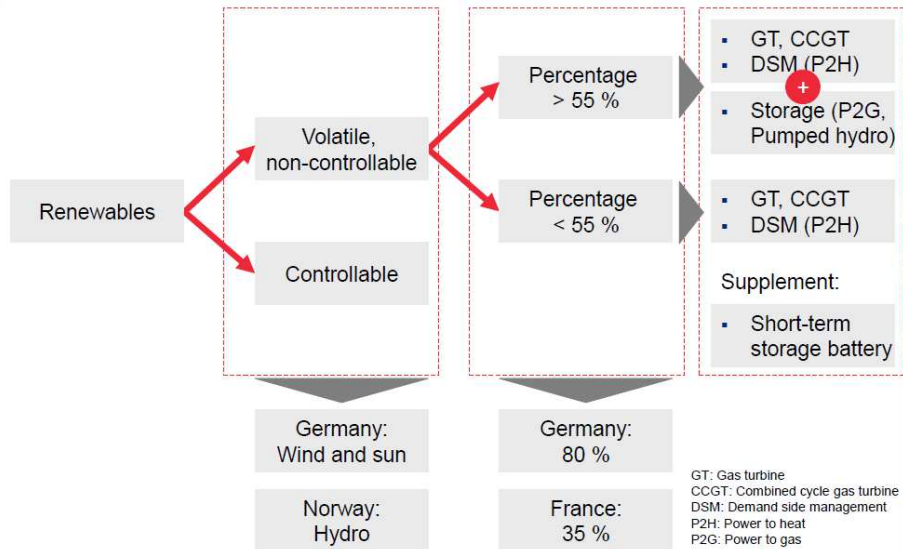 Renewables
Volatile,
non-controllable
Controllable
Percentage
> 55 %
Percentage
< 55 %
▪ GT, CCGT
▪ DSM (P2H)
+
▪ Storage (P2G,
Pumped hydro)
▪ GT, CCGT
▪ DSM (P2H)
Supplement:
▪ Short-term
storage battery
Germany:
Wind and sun
Norway:
Hydro
Germany:
80 %
France:
35 %
GT: Gas turbine
CCGT: Combined cycle gas turbine
DSM: Demand side management
P2H: Power to heat
P2G: Power to gas